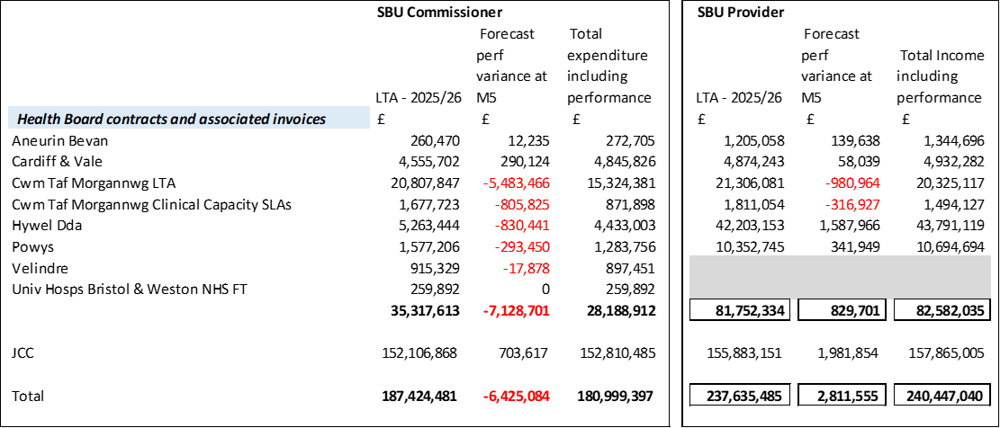 SBU Commissioner SBU Provider
Forecast Total Forecast
perf expenditure perf Total Income
variance at including variance at including
LTA - 2025/26 M5 performance LTA - 2025/26 M5 performance
Health Board contracts and associated invoices £ £ £ £ £ £
Aneurin Bevan 260,470 12,235 272,705 1,205,058 139,638 1,344,696
Cardiff & Vale 4,555,702 290,124 4,845,826 4,874,243 58,039 4,932,282
Cwm Taf Morgannwg LTA 20,807,847 -5,483,466 15,324,381 21,306,081 -980,964 20,325,117
Cwm Taf Morgannwg Clinical Capacity SLAs 1,677,723 -805,825 871,898 1,811,054 -316,927 1,494,127
Hywel Dda 5,263,444 -830,441 4,433,003 42,203,153 1,587,966 43,791,119
Powys 1,577,206 -293,450 1,283,756 10,352,745 341,949 10,694,694
Velindre 915,329 -17,878 897,451
Univ Hosps Bristol & Weston NHS FT 259,892 0 259,892
35,317,613 -7,128,701 28,188,912 81,752,334 829,701 82,582,035
JCC 152,106,868 703,617 152,810,485 155,883,151 1,981,854 157,865,005
Total 187,424,481 -6,425,084 180,999,397 237,635,485 2,811,555 240,447,040